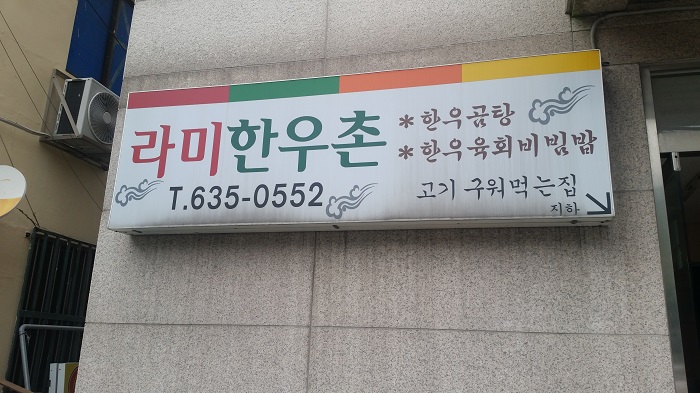 라미한우촌
T.635-0552
*한우곰탕
*한우육회비빔밥
고기 구워먹는집
지하